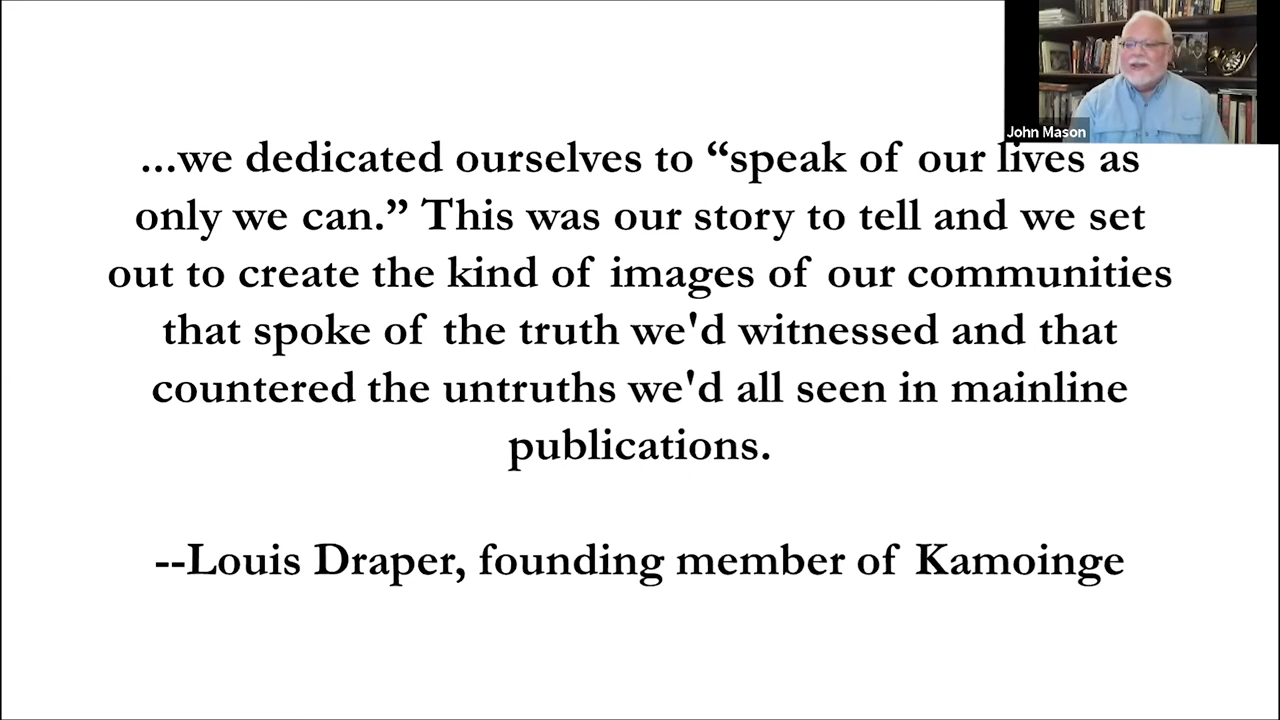 John Mason
...we dedicated ourselves to “speak of our lives as
only we can.” This was our story to tell and we set
out to create the kind of images of our communities
that spoke of the truth we'd witnessed and that
countered the untruths we'd all seen in mainline
publications.
--Louis Draper, founding member of Kamoinge